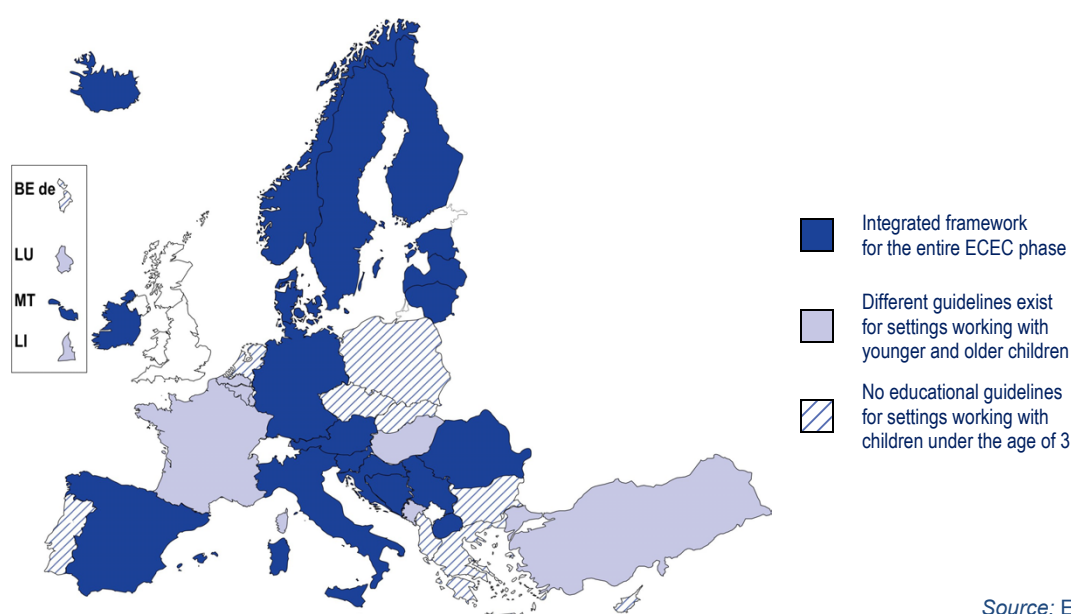 BE de
LU
MT
LI
Integrated framework
for the entire ECEC phase
Different guidelines exist
for settings working with
younger and older children
No educational guidelines
for settings working with
children under the age of 3
Source: E